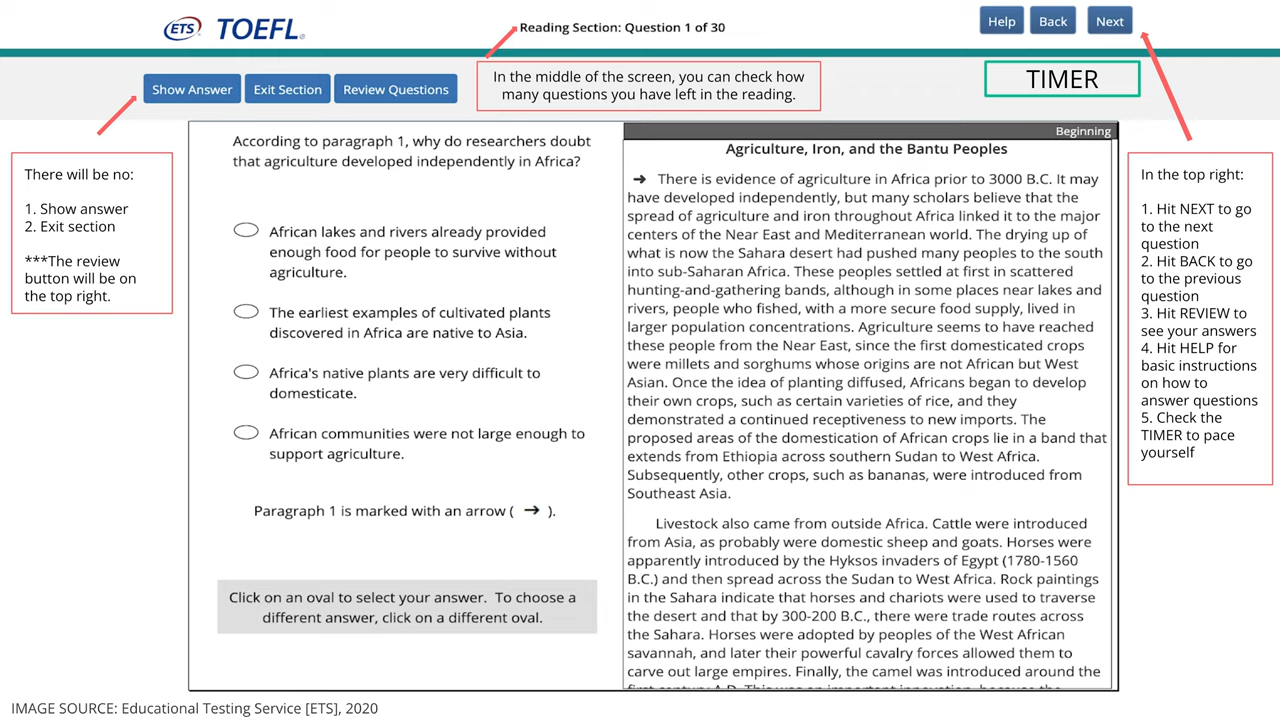 ETS TOEFL
Reading Section: Question 1 of 30
Help
Back
Next
Show Answer
Exit Section
Review Questions
In the middle of the screen, you can check how
many questions you have left in the reading.
TIMER
There will be no:
1. Show answer
2. Exit section
***The review
button will be on
the top right.
According to paragraph 1, why do researchers doubt
that agriculture developed independently in Africa?
African lakes and rivers already provided
enough food for people to survive without
agriculture.
The earliest examples of cultivated plants
discovered in Africa are native to Asia.
Africa's native plants are very difficult to
domesticate.
African communities were not large enough to
support agriculture.
Paragraph 1 is marked with an arrow ( ➔ ).
Click on an oval to select your answer. To choose a
different answer, click on a different oval.
Beginning
Agriculture, Iron, and the Bantu Peoples
➔ There is evidence of agriculture in Africa prior to 3000 B.C. It may
have developed independently, but many scholars believe that the
spread of agriculture and iron throughout Africa linked it to the major
centers of the Near East and Mediterranean world. The drying up of
what is now the Sahara desert had pushed many peoples to the south
into sub-Saharan Africa. These peoples settled at first in scattered
hunting-and-gathering bands, although in some places near lakes and
rivers, people who fished, with a more secure food supply, lived in
larger population concentrations. Agriculture seems to have reached
these people from the Near East, since the first domesticated crops
were millets and sorghums whose origins are not African but West
Asian. Once the idea of planting diffused, Africans began to develop
their own crops, such as certain varieties of rice, and they
demonstrated a continued receptiveness to new imports. The
proposed areas of the domestication of African crops lie in a band that
extends from Ethiopia across southern Sudan to West Africa.
Subsequently, other crops, such as bananas, were introduced from
Southeast Asia.
Livestock also came from outside Africa. Cattle were introduced
from Asia, as probably were domestic sheep and goats. Horses were
apparently introduced by the Hyksos invaders of Egypt (1780-1560
B.C.) and then spread across the Sudan to West Africa. Rock paintings
in the Sahara indicate that horses and chariots were used to traverse
the desert and that by 300-200 B.C., there were trade routes across
the Sahara. Horses were adopted by peoples of the West African
savannah, and later their powerful cavalry forces allowed them to
carve out large empires. Finally, the camel was introduced around the
first century A.D. This was an important innovation, because the
In the top right:
1. Hit NEXT to go
to the next
question
2. Hit BACK to go
to the previous
question
3. Hit REVIEW to
see your answers
4. Hit HELP for
basic instructions
on how to
answer questions
5. Check the
TIMER to pace
yourself
IMAGE SOURCE: Educational Testing Service [ETS], 2020